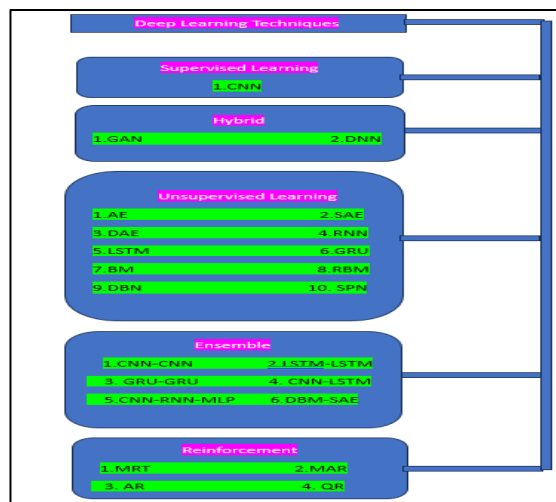 Deep Learning Techniques
Supervised Learning
1.CNN
Hybrid
1.GAN 2.DNN
Unsupervised Learning
1.AE 2.SAE
3.DAE 4.RNN
5.LSTM 6.GRU
7.BM 8.RBM
9.DBN 10. SPN
Ensemble
1.CNN-CNN 2.LSTM-LSTM
3. GRU-GRU 4. CNN-LSTM
5.CNN-RNN-MLP 6.DBM-SAE
Reinforcement
1.MRT 2.MAR
3. AR 4. QR